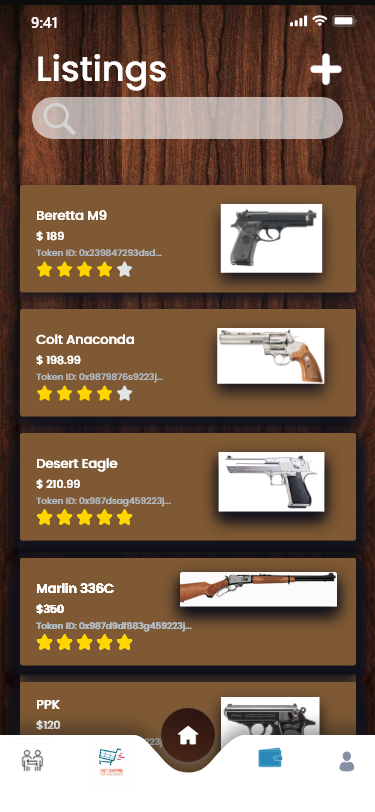 9:41
Listings
Beretta M9
$ 189
Token ID: 0x239847293dsd...
Colt Anaconda
$ 198.99
Token ID: 0x9879876s9223j...
Desert Eagle
$ 210.99
Token ID: 0x987dsag459223j...
Marlin 336C
$350
Token ID: 0x987d9df883g459223j...
PPK
$120